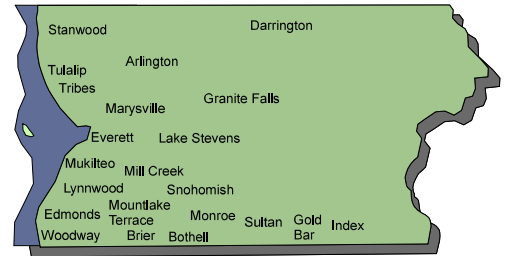 Darrington
Stanwood
Arlington
Tulalip
Tribes
Granite Falls
Marysville
Everett
Lake Stevens
Mukilteo
Mill Creek
Lynnwood
Snohomish
Mountlake
Terrace
Edmonds
Monroe
Sultan
Gold
Bar
Index
Woodway
Brier
Bothell